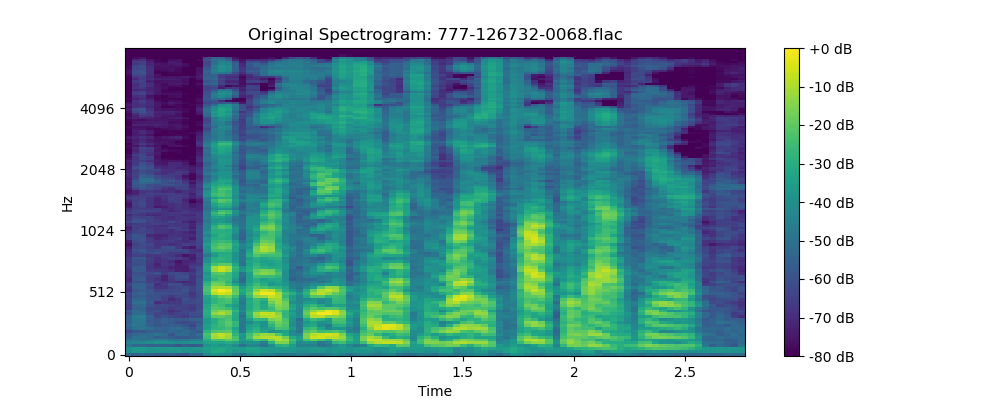 Original Spectrogram: 777-126732-0068.flac
Hz
4096
2048
1024
512
0
0
0.5
1
1.5
2
2.5
Time
+0 dB
-10 dB
-20 dB
-30 dB
-40 dB
-50 dB
-60 dB
-70 dB
-80 dB